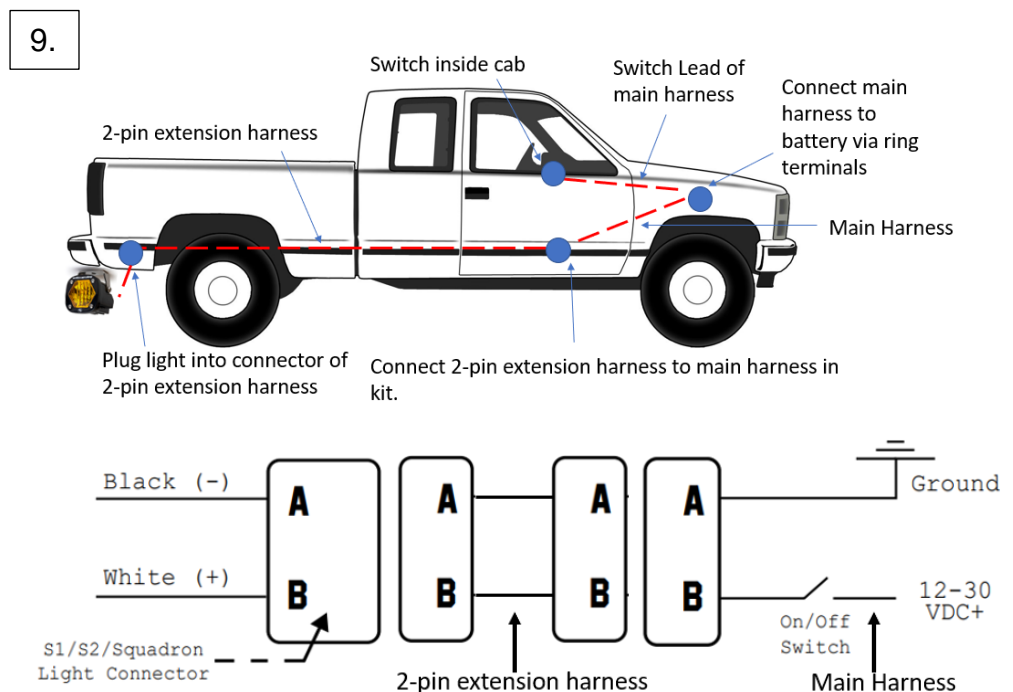 9.
Switch inside cab
Switch Lead of
main harness
Connect main
harness to
battery via ring
terminals
2-pin extension harness
Main Harness
Plug light into connector of
2-pin extension harness
Connect 2-pin extension harness to main harness in
kit.
Black (-)
A
A
A
A
Ground
White (+)
B
B
B
B
12-30
VDC+
On/Off
Switch
S1/S2/Squadron
Light Connector
2-pin extension harness
Main Harness